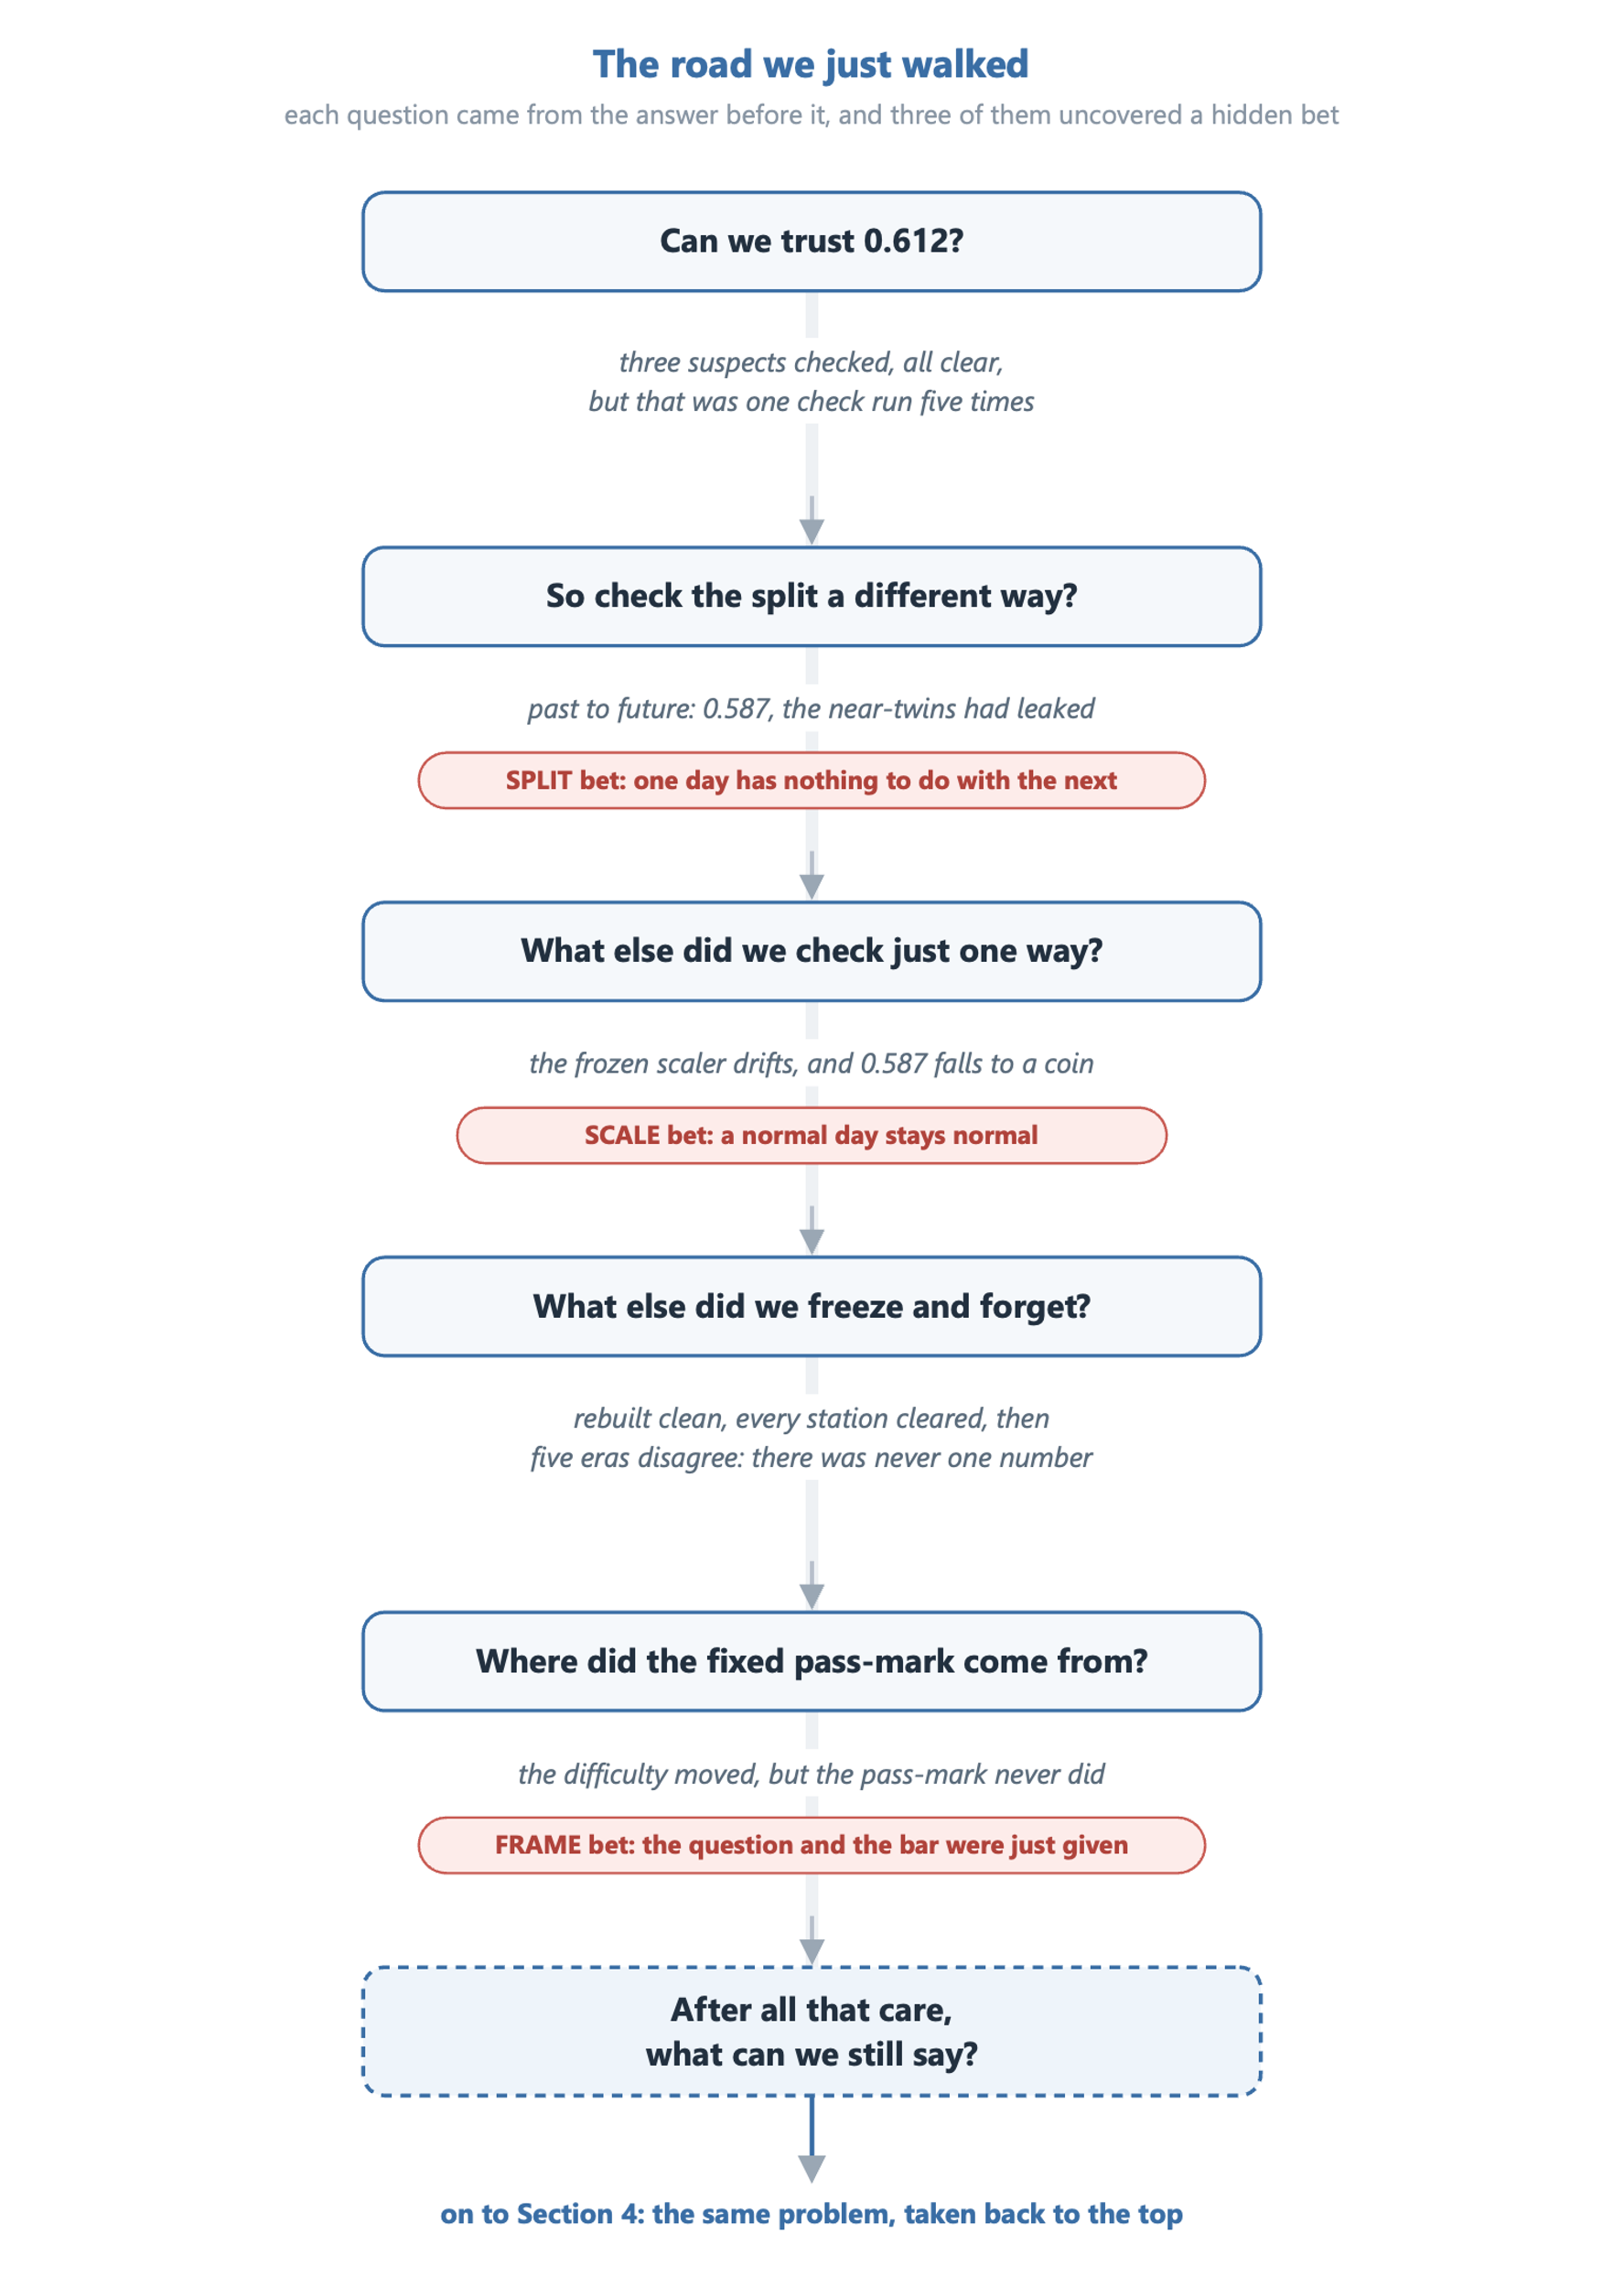 The road we just walked
each question came from the answer before it, and three of them uncovered a hidden bet
Can we trust 0.612?
three suspects checked, all clear,
but that was one check run five times
So check the split a different way?
past to future: 0.587, the near-twins had leaked
SPLIT bet: one day has nothing to do with the next
What else did we check just one way?
the frozen scaler drifts, and 0.587 falls to a coin
SCALE bet: a normal day stays normal
What else did we freeze and forget?
rebuilt clean, every station cleared, then
five eras disagree: there was never one number
Where did the fixed pass-mark come from?
the difficulty moved, but the pass-mark never did
FRAME bet: the question and the bar were just given
After all that care,
what can we still say?
on to Section 4: the same problem, taken back to the top